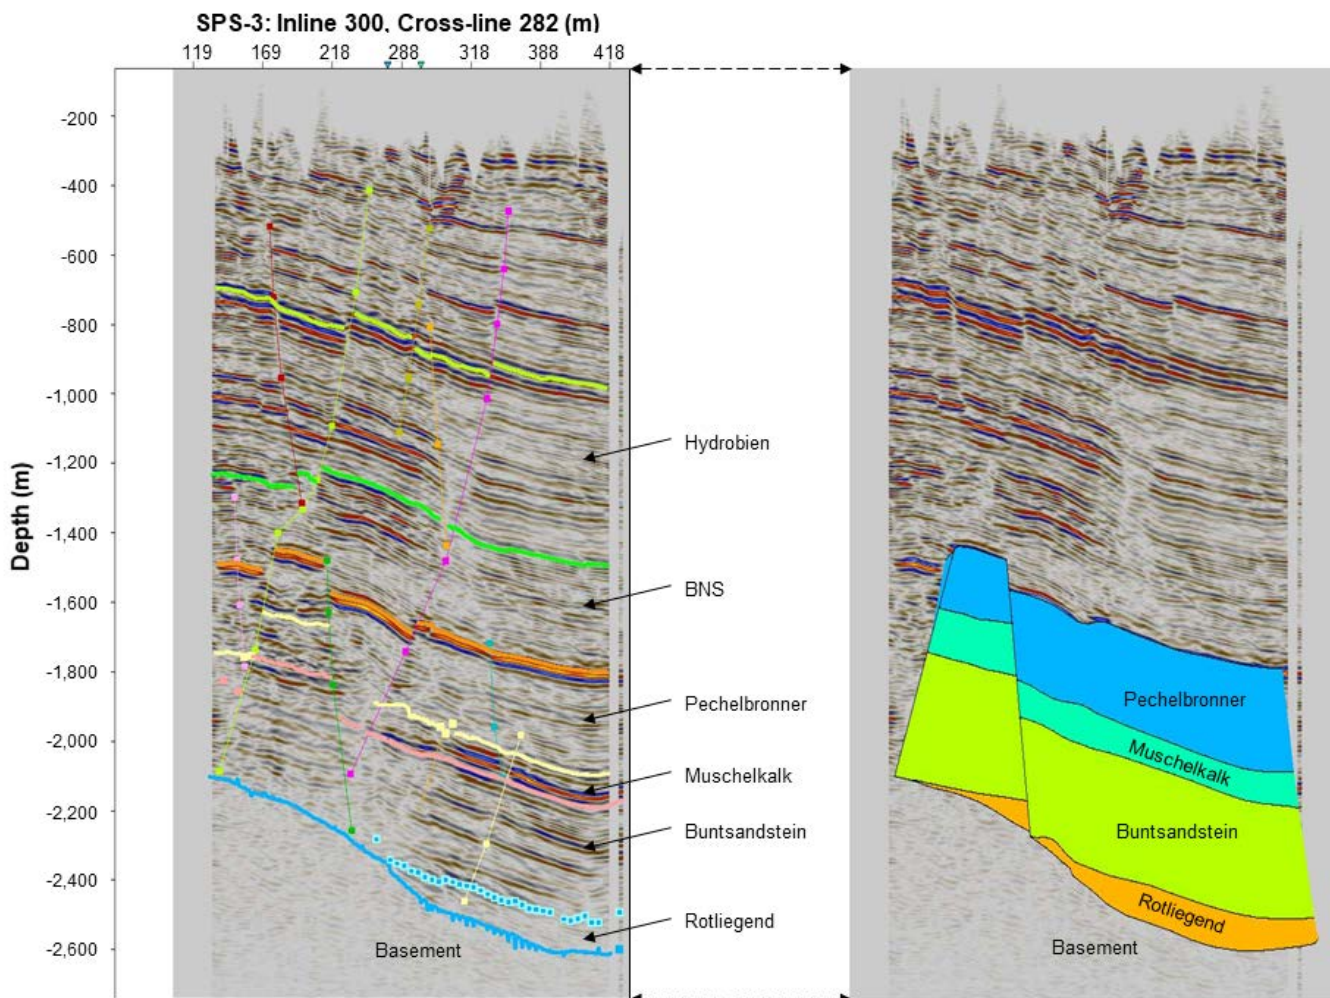 SPS-3: Inline 300, Cross-line 282 (m)
119 169 218 288 318 388 418
Depth (m)
-200
-400
-600
-800
-1.000
-1,200
-1,400
-1,600
-1,800
-2,000
-2,200
-2,400
-2,600
Hydrobien
BNS
Pechelbronner
Muschelkalk
Buntsandstein
Rotliegend
Basement
Pechelbronner
Muschelkalk
Buntsandstein
Rotliegend
Basement